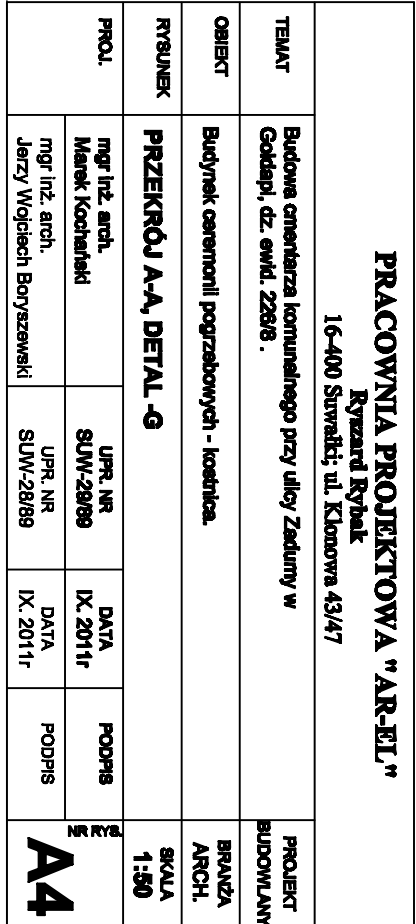 PRACOWNIA PROJEKTOWA " AR-EL"
Ryszard Rybak
16-400 Suwałki; ul. Klonowa 43/47
TEMAT
Budowa cmentarza komunalnego przy ulicy Zadumy w
Gołdapi, dz. ewid. 226/8 .
PROJEKT
BUDOWLANY
OBIEKT
Budynek ceremonii pogrzebowych - kostnica.
BRANŻA
ARCH.
RYSUNEK
PRZEKRÓJ A-A, DETAL -G
SKALA
1:50
PROJ.
mgr inż. arch.
Marek Kochański
UPR. NR
SUW-29/89
DATA
IX. 2011r
PODPIS
NR RYS.
A4
mgr inż. arch.
Jerzy Wojciech Boryszewski
UPR. NR
SUW-28/89
DATA
IX. 2011r
PODPIS